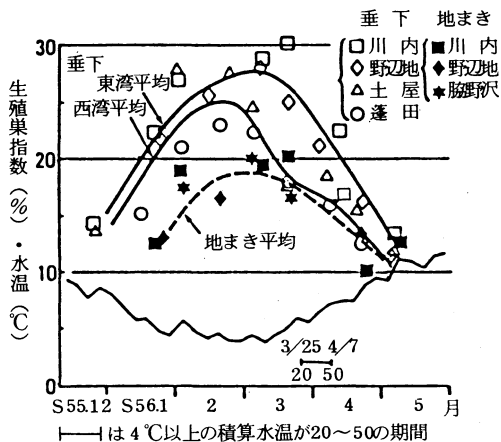 垂下 地まき
川内 川内
野辺地 野辺地
土屋 脇野沢
蓬田
生殖巣指数(%)・水温(℃)
30
20
10
0
垂下
東湾平均
西湾平均
地まき平均
3/25 4/7
20 50
S55.12 S56.1 2 3 4 5 月
は4℃以上の積算水温が20〜50の期間